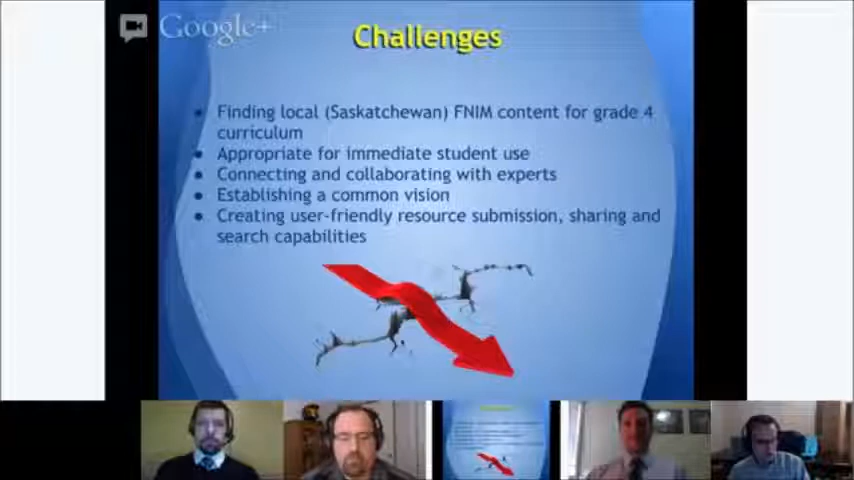 Google+
Challenges
Finding local (Saskatchewan) FNIM content for grade 4
curriculum
Appropriate for immediate student use
Connecting and collaborating with experts
Establishing a common vision
Creating user-friendly resource submission, sharing and
search capabilities